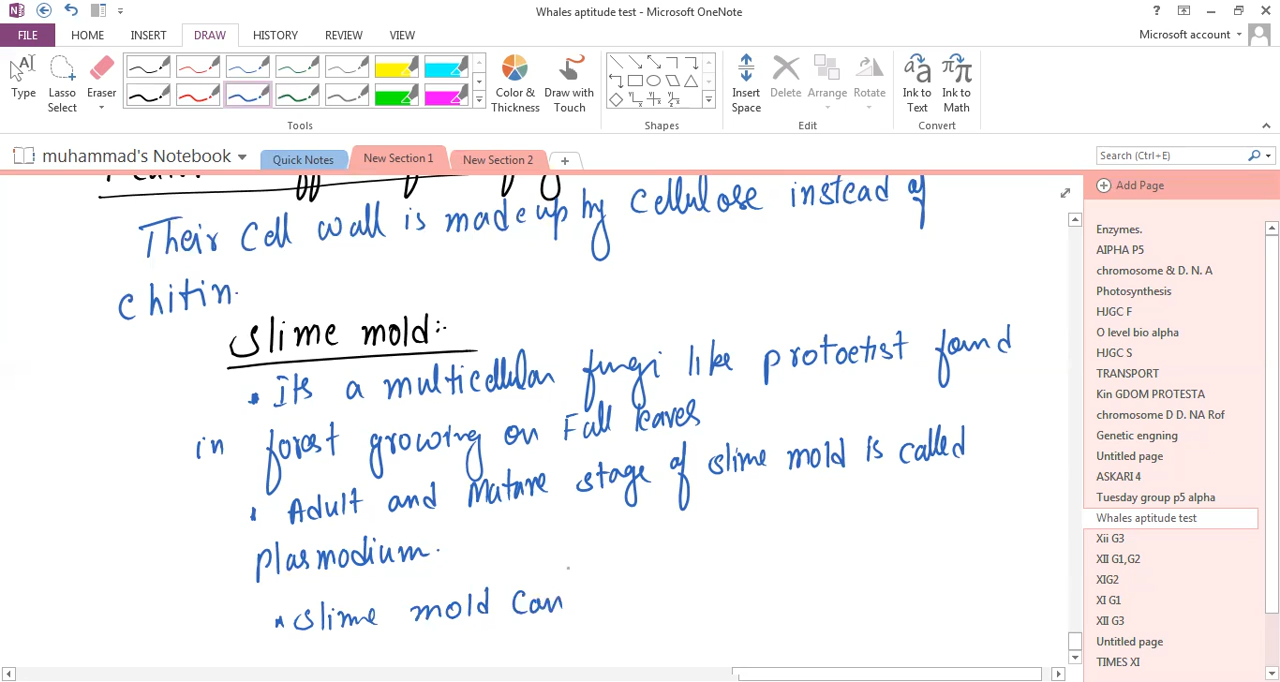 Whales aptitude test - Microsoft OneNote
FILE HOME INSERT DRAW HISTORY REVIEW VIEW
Microsoft account
Type Lasso Select Eraser Color & Thickness Draw with Touch Insert Space Delete Arrange Rotate Ink to Text Ink to Math
Tools Shapes Edit Convert
muhammad's Notebook Quick Notes New Section 1 New Section 2
Search (Ctrl+E)
Add Page
Their cell wall is made up by cellulose instead of
chitin.
Slime mold:
Its a multicellular fungi like protoctist found
in forest growing on Fall leaves
Adult and Mature stage of slime mold is called
plasmodium.
Slime mold Can
Enzymes.
AlPHA P5
chromosome & D. N. A
Photosynthesis
HJGC F
O level bio alpha
HJGC S
TRANSPORT
Kin GDOM PROTESTA
chromosome D D. NA Rof
Genetic engning
Untitled page
ASKARI 4
Tuesday group p5 alpha
Whales aptitude test
Xii G3
XII G1,G2
XIG2
XI G1
XII G3
Untitled page
TIMES XI